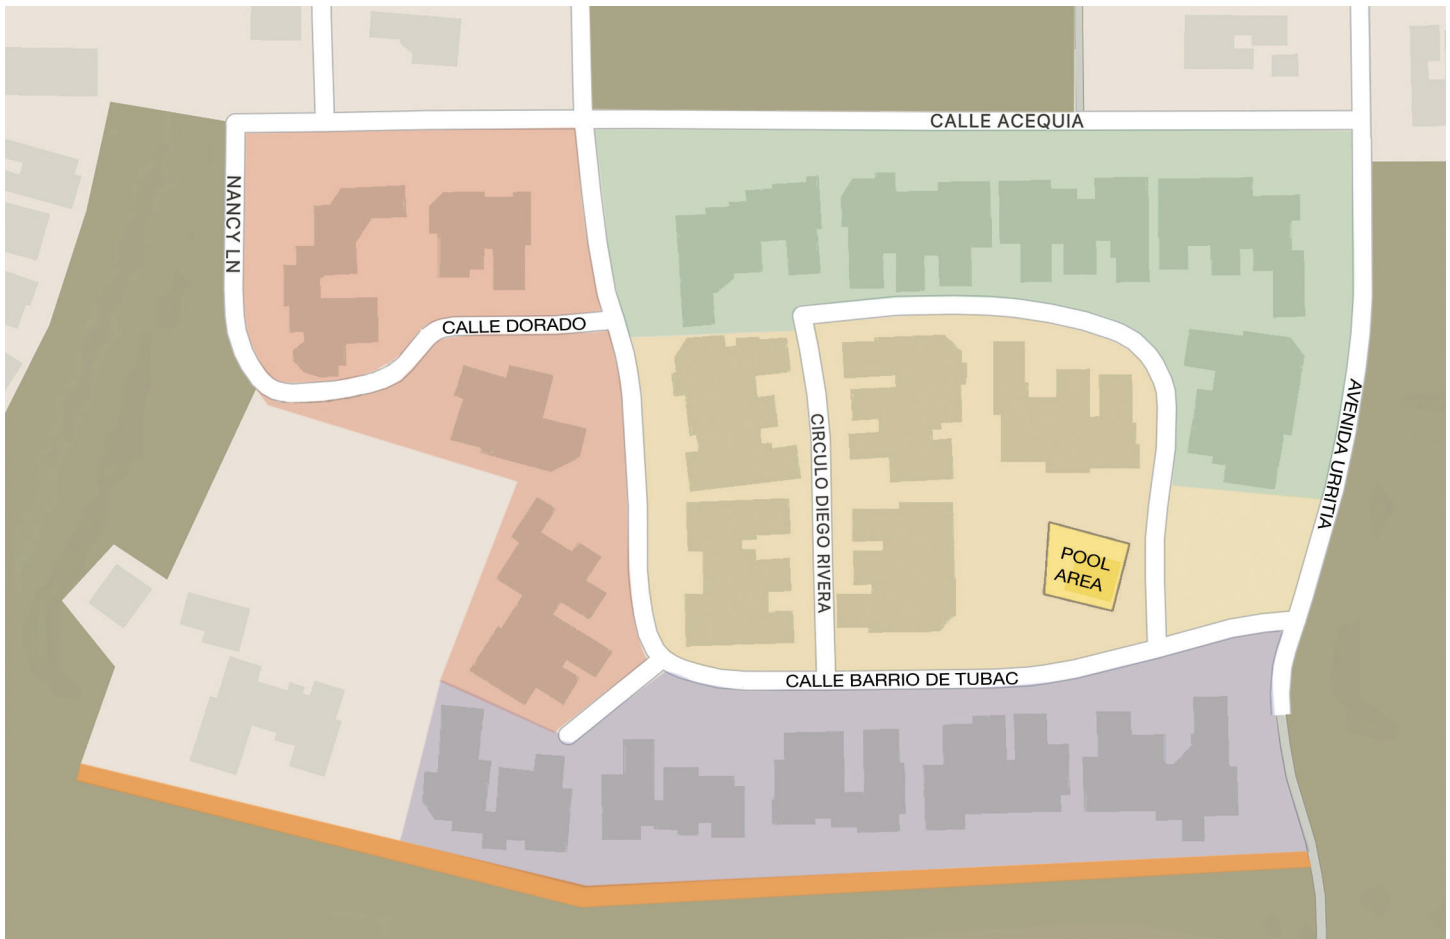 CALLE ACEQUIA
NANCY LN
CALLE DORADO
AVENIDA URRITIA
CIRCULO DIEGO RIVERA
POOL
AREA
CALLE BARRIO DE TUBAC